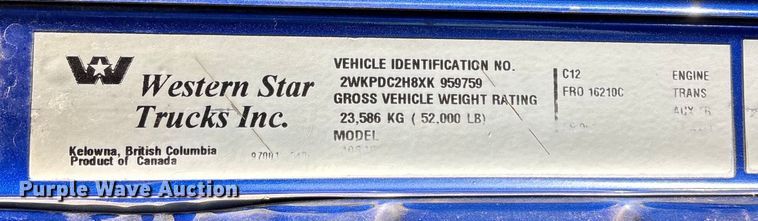 VEHICLE IDENTIFICATION NO.
2WKPDC2H8XK 959759
GROSS VEHICLE WEIGHT RATING
23,586 KG ( 52,000 LB)
MODEL
Western Star
Trucks Inc.
Kelowna, British Columbia
Product of Canada
C12 ENGINE
FRO 16210C TRANS
Purple Wave Auction